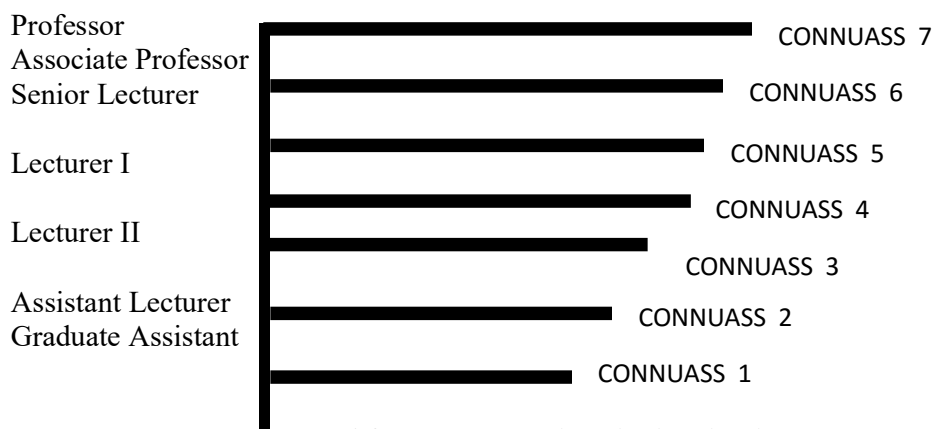 Professor
CONNUASS 7
Associate Professor
Senior Lecturer
CONNUASS 6
Lecturer I
CONNUASS 5
CONNUASS 4
Lecturer II
CONNUASS 3
Assistant Lecturer
CONNUASS 2
Graduate Assistant
CONNUASS 1